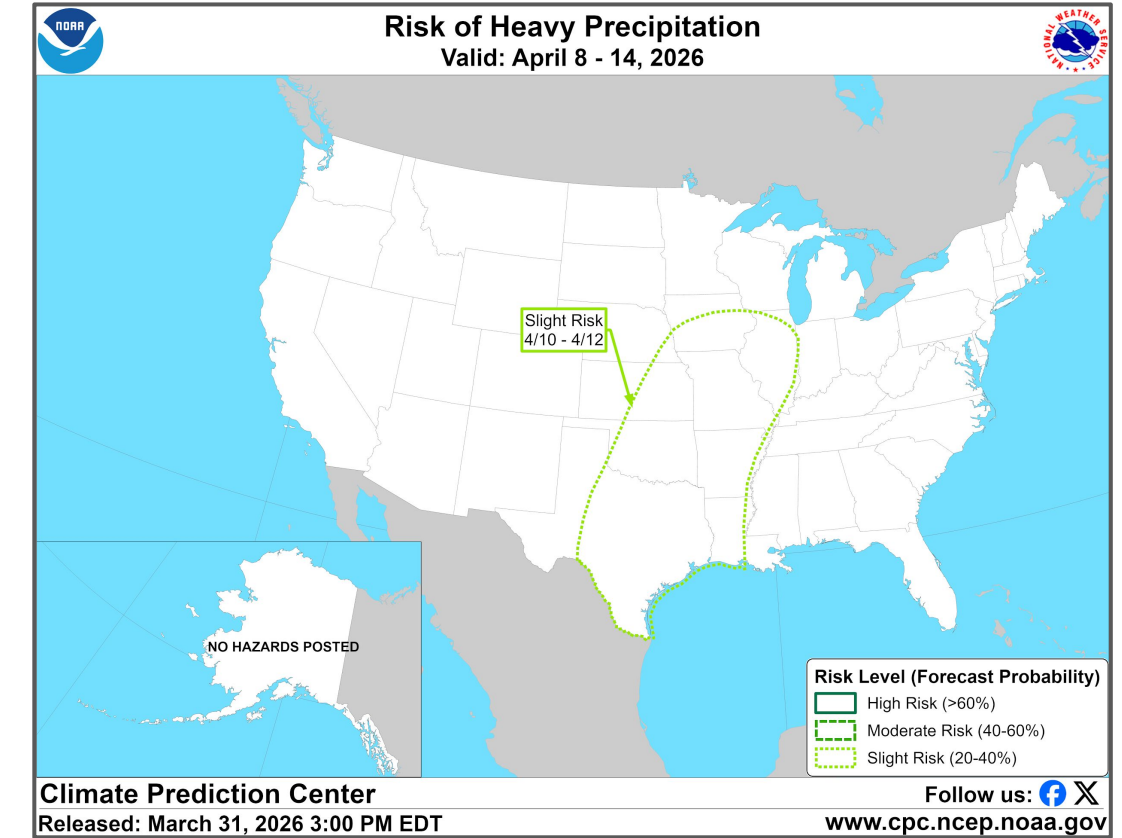 NOAA
Risk of Heavy Precipitation
Valid: April 8 - 14, 2026
NATIONAL WEATHER SERVICE
Slight Risk
4/10 - 4/12
NO HAZARDS POSTED
Risk Level (Forecast Probability)
High Risk (>60%)
Moderate Risk (40-60%)
Slight Risk (20-40%)
Climate Prediction Center
Follow us:
Released: March 31, 2026 3:00 PM EDT
www.cpc.ncep.noaa.gov